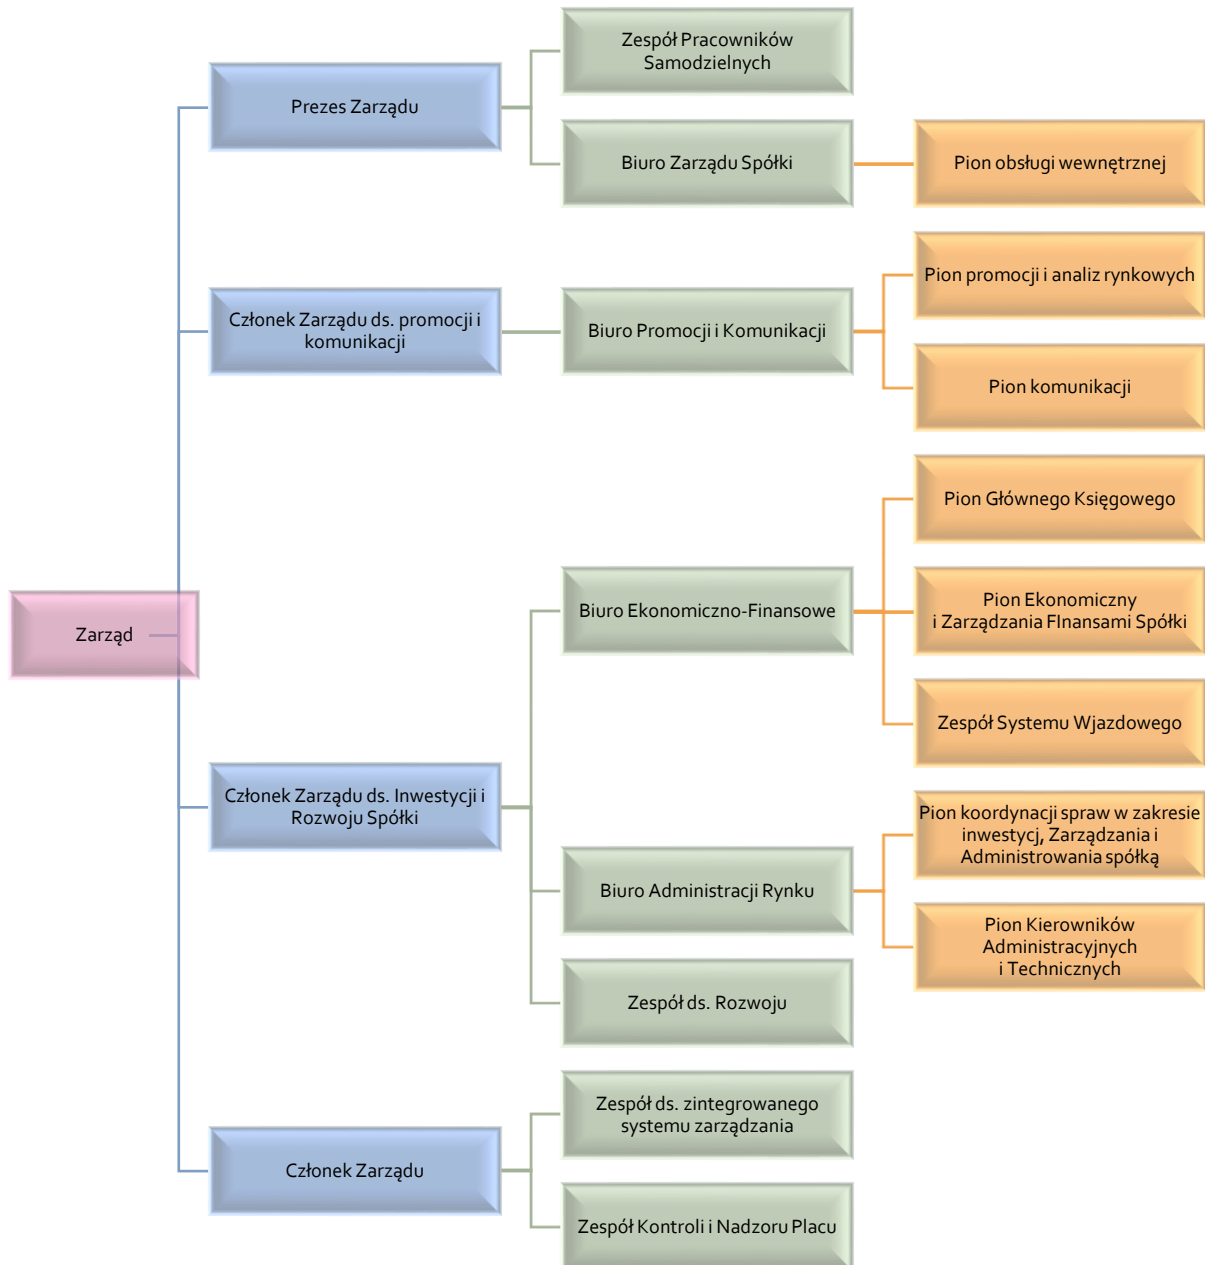 Zespół Pracowników
Samodzielnych
Prezes Zarządu
Biuro Zarządu Spółki
Pion obsługi wewnętrznej
Pion promocji i analiz rynkowych
Członek Zarządu ds. promocji i
komunikacji
Biuro Promocji i Komunikacji
Pion komunikacji
Pion Głównego Księgowego
Zarząd
Biuro Ekonomiczno-Finansowe
Pion Ekonomiczny
i Zarządzania FInansami Spółki
Zespół Systemu Wjazdowego
Członek Zarządu ds. Inwestycji i
Rozwoju Spółki
Pion koordynacji spraw w zakresie
inwestycj, Zarządzania i
Administrowania spółką
Biuro Administracji Rynku
Pion Kierowników
Administracyjnych
i Technicznych
Zespół ds. Rozwoju
Zespół ds. zintegrowanego
systemu zarządzania
Członek Zarządu
Zespół Kontroli i Nadzoru Placu